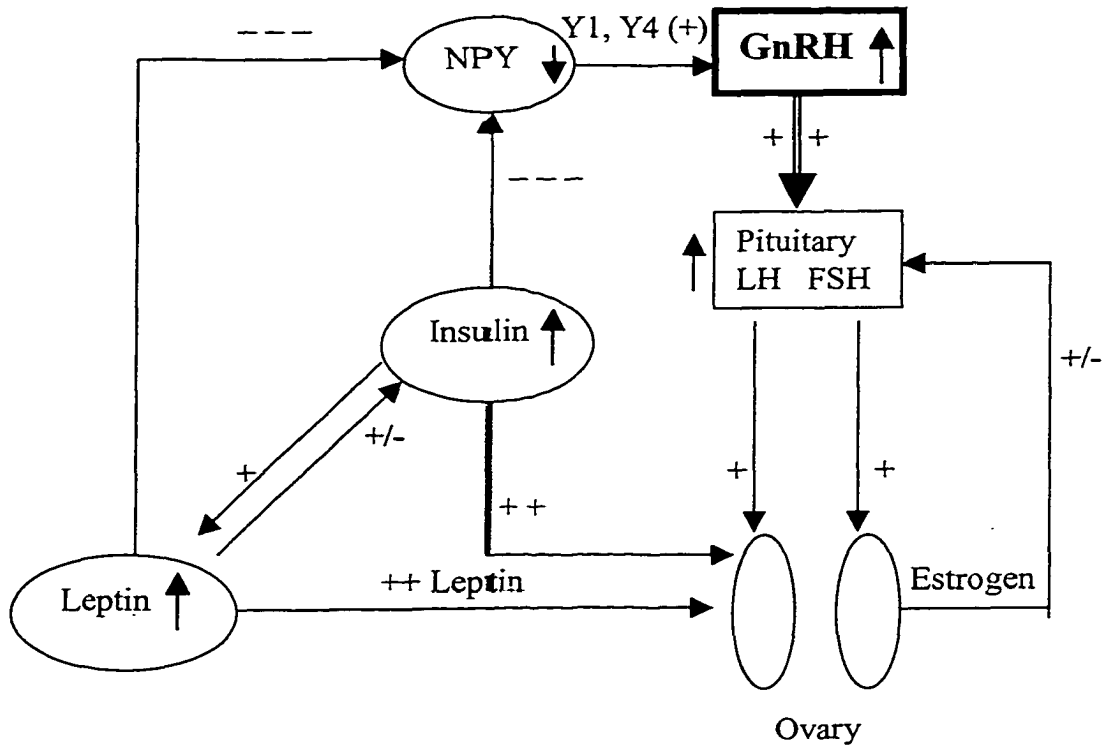 – – –
NPY
Y1, Y4 (+)
GnRH
+ +
– – –
Pituitary
LH FSH
Insulin
+/-
+
+/-
+ +
+
+
Leptin
++ Leptin
Estrogen
Ovary